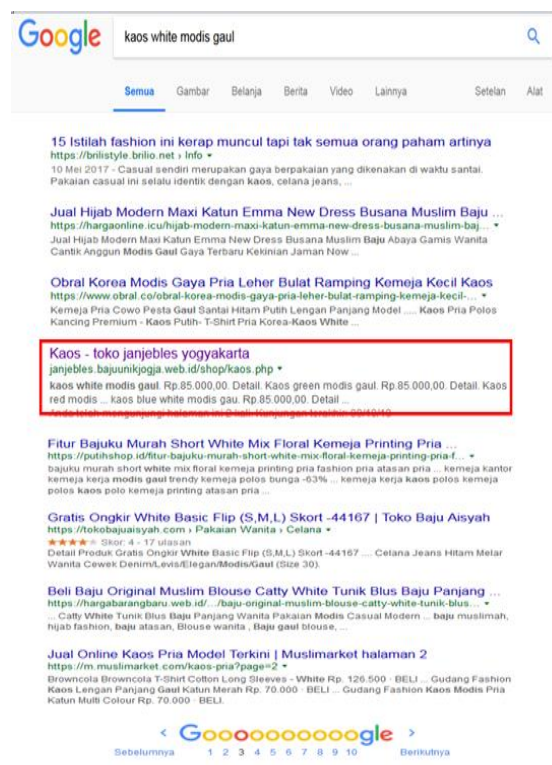 Google kaos white modis gaul
Semua Gambar Belanja Berita Video Lainnya Setelan Alat
15 Istilah fashion ini kerap muncul tapi tak semua orang paham artinya
https://brilistyle.brilio.net › Info
10 Mei 2017 - Casual sendiri merupakan gaya berpakaian yang dikenakan di waktu santai.
Pakaian casual ini selalu identik dengan kaos, celana jeans, ...
Jual Hijab Modern Maxi Katun Emma New Dress Busana Muslim Baju ...
https://hargaonline.icu/hijab-modern-maxi-katun-emma-new-dress-busana-muslim-baj...
Jual Hijab Modern Maxi Katun Emma New Dress Busana Muslim Baju Abaya Gamis Wanita
Cantik Anggun Modis Gaul Gaya Terbaru Kekinian Jaman Now ...
Obral Korea Modis Gaya Pria Leher Bulat Ramping Kemeja Kecil Kaos
https://www.obral.co/obral-korea-modis-gaya-pria-leher-bulat-ramping-kemeja-kecil-...
Kemeja Pria Cowo Pesta Gaul Santai Hitam Putih Lengan Panjang Model .... Kaos Pria Polos
Kancing Premium - Kaos Putih- T-Shirt Pria Korea-Kaos White ...
Kaos - toko janjebles yogyakarta
janjebles.bajuunikjogja.web.id/shop/kaos.php
kaos white modis gaul. Rp.85.000,00. Detail. Kaos green modis gaul. Rp.85.000,00. Detail. Kaos
red modis ... kaos blue white modis gau. Rp.85.000,00. Detail ...
Anda telah mengunjungi halaman ini 2 kali. Kunjungan terakhir:
Fitur Bajuku Murah Short White Mix Floral Kemeja Printing Pria ...
https://putihshop.id/fitur-bajuku-murah-short-white-mix-floral-kemeja-printing-pria-f...
bajuku murah short white mix floral kemeja printing pria fashion pria atasan pria ... kemeja kantor
kemeja kerja modis gaul trendy kemeja polos bunga -63% ... kemeja kerja kaos polos kemeja
polos kaos polo kemeja printing atasan pria ...
Gratis Ongkir White Basic Flip (S,M,L) Skort -44167 | Toko Baju Aisyah
https://tokobajuaisyah.com › Pakaian Wanita › Celana
Skor: 4 - 17 ulasan
Detail Produk Gratis Ongkir White Basic Flip (S,M,L) Skort -44167 .... Celana Jeans Hitam Melar
Wanita Cewek Denim/Levis/Elegan/Modis/Gaul (Size 30).
Beli Baju Original Muslim Blouse Catty White Tunik Blus Baju Panjang ...
https://hargabarangbaru.web.id/.../baju-original-muslim-blouse-catty-white-tunik-blus...
... Catty White Tunik Blus Baju Panjang Wanita Pakaian Modis Casual Modern ... baju muslimah,
hijab fashion, baju atasan, Blouse wanita , Baju gaul blouse, ...
Jual Online Kaos Pria Model Terkini | Muslimarket halaman 2
https://m.muslimarket.com/kaos-pria?page=2
Browncola Browncola T-Shirt Cotton Long Sleeves - White Rp. 126.500 · BELI ... Gudang Fashion
Kaos Lengan Panjang Gaul Katun Merah Rp. 70.000 · BELI ... Gudang Fashion Kaos Modis Pria
Katun Multi Colour Rp. 70.000 · BELI.
< Goooooooooogle >
Sebelumnya 1 2 3 4 5 6 7 8 9 10 Berikutnya